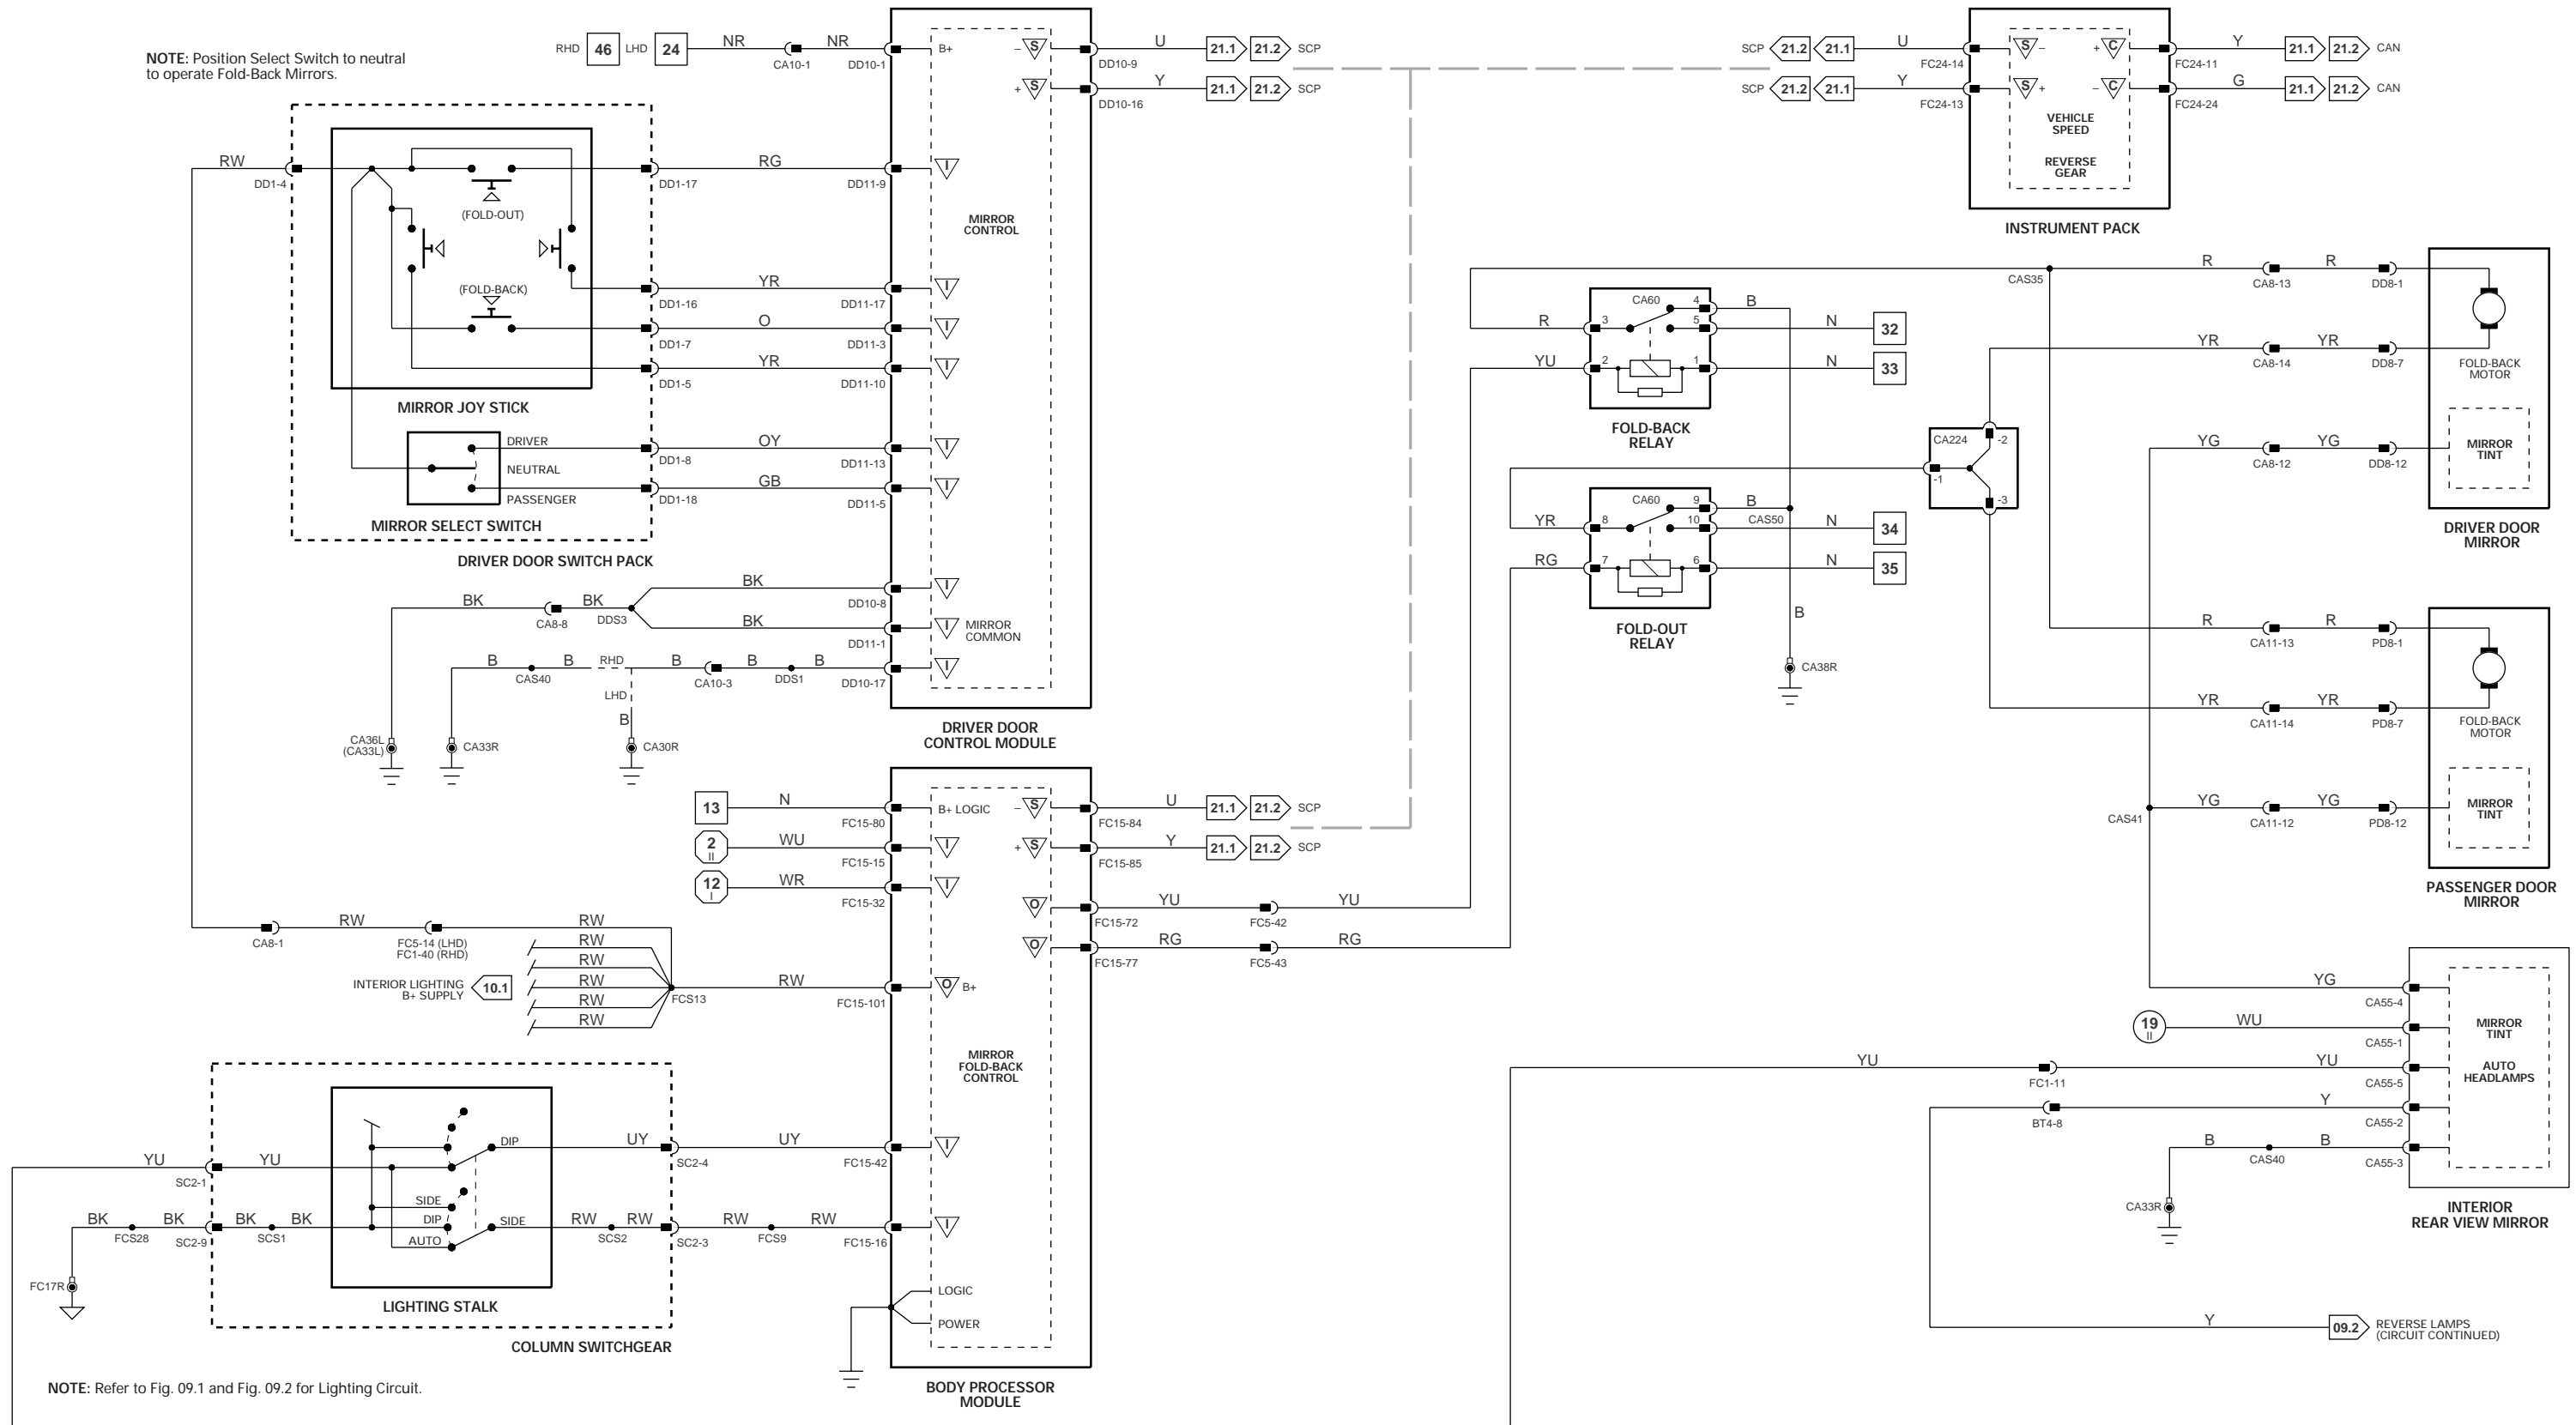 NOTE: Position Select Switch to neutral
to operate Fold-Back Mirrors.
RHD 46 LHD 24 NR NR
CA10-1 DD10-1
B+ – S
+ S
U 21.1 21.2 SCP
DD10-9
Y 21.1 21.2 SCP
DD10-16
SCP 21.2 21.1 U
FC24-14
SCP 21.2 21.1 Y
FC24-13
S – + C
S + – C
VEHICLE
SPEED
REVERSE
GEAR
Y 21.1 21.2 CAN
FC24-11
G 21.1 21.2 CAN
FC24-24
INSTRUMENT PACK
RW
DD1-4
(FOLD-OUT)
(FOLD-BACK)
MIRROR JOY STICK
DRIVER
NEUTRAL
PASSENGER
MIRROR SELECT SWITCH
DRIVER DOOR SWITCH PACK
RG
DD1-17 DD11-9 I
YR
DD1-16 DD11-17 I
O
DD1-7 DD11-3 I
YR
DD1-5 DD11-10 I
OY
DD1-8 DD11-13 I
GB
DD1-18 DD11-5 I
MIRROR
CONTROL
BK
DD10-8 I
BK BK
CA8-8 DDS3
BK
DD11-1 I
MIRROR
COMMON
B B RHD B B B
CAS40 CA10-3 DDS1 DD10-17 I
LHD
B
CA36L
(CA33L)
CA33R
CA30R
DRIVER DOOR
CONTROL MODULE
R
CA60
3 4 5
B
N 32
YU
2 1
N 33
FOLD-BACK
RELAY
CA60
YR
8 9 10
B
CAS50
N 34
RG
7 6
N 35
FOLD-OUT
RELAY
B
CA38R
CAS35
CA224
-1
-2
-3
R R
CA8-13 DD8-1
YR YR
CA8-14 DD8-7
FOLD-BACK
MOTOR
YG YG
CA8-12 DD8-12
MIRROR
TINT
DRIVER DOOR
MIRROR
R R
CA11-13 PD8-1
YR YR
CA11-14 PD8-7
FOLD-BACK
MOTOR
YG YG
CAS41 CA11-12 PD8-12
MIRROR
TINT
PASSENGER DOOR
MIRROR
13 N
FC15-80
B+ LOGIC
2 II WU
FC15-15 I
12 I WR
FC15-32 I
– S
+ S
U 21.1 21.2 SCP
FC15-84
Y 21.1 21.2 SCP
FC15-85
O YU YU
FC15-72 FC5-42
O RG RG
FC15-77 FC5-43
RW RW
CA8-1 FC5-14 (LHD)
FC1-40 (RHD)
RW
RW
RW
INTERIOR LIGHTING
B+ SUPPLY
10.1
RW
RW
RW
FCS13
RW
FC15-101
O B+
MIRROR
FOLD-BACK
CONTROL
YU YU
SC2-1
DIP
SIDE
DIP
AUTO
SIDE
UY UY
SC2-4 FC15-42 I
BK BK BK BK
FCS28 SC2-9 SCS1
RW RW RW RW
SCS2 SC2-3 FCS9 FC15-16 I
FC17R
LIGHTING STALK
COLUMN SWITCHGEAR
LOGIC
POWER
BODY PROCESSOR
MODULE
NOTE: Refer to Fig. 09.1 and Fig. 09.2 for Lighting Circuit.
YG
CA55-4
19 II WU
CA55-1
YU YU
FC1-11 CA55-5
Y
BT4-8 CA55-2
B B
CAS40 CA55-3
CA33R
MIRROR
TINT
AUTO
HEADLAMPS
INTERIOR
REAR VIEW MIRROR
Y 09.2 REVERSE LAMPS
(CIRCUIT CONTINUED)